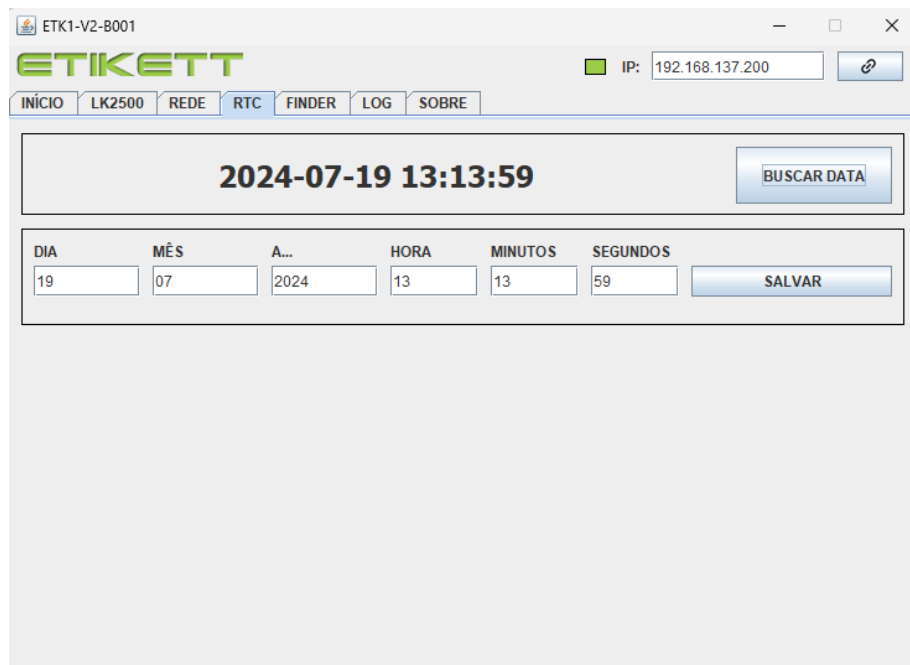 ETK1-V2-B001
ETIKETT
IP: 192.168.137.200
INÍCIO LK2500 REDE RTC FINDER LOG SOBRE
2024-07-19 13:13:59 BUSCAR DATA
DIA MÊS A... HORA MINUTOS SEGUNDOS
19 07 2024 13 13 59 SALVAR